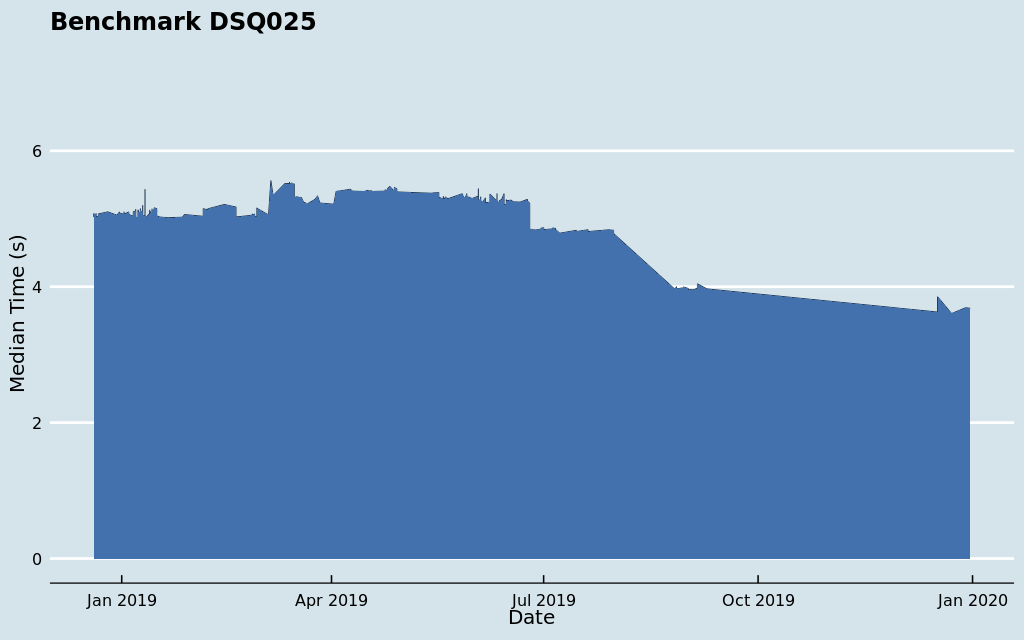 Benchmark DSQ025
Median Time (s)
6
4
2
0
Jan 2019
Apr 2019
Jul 2019
Oct 2019
Jan 2020
Date